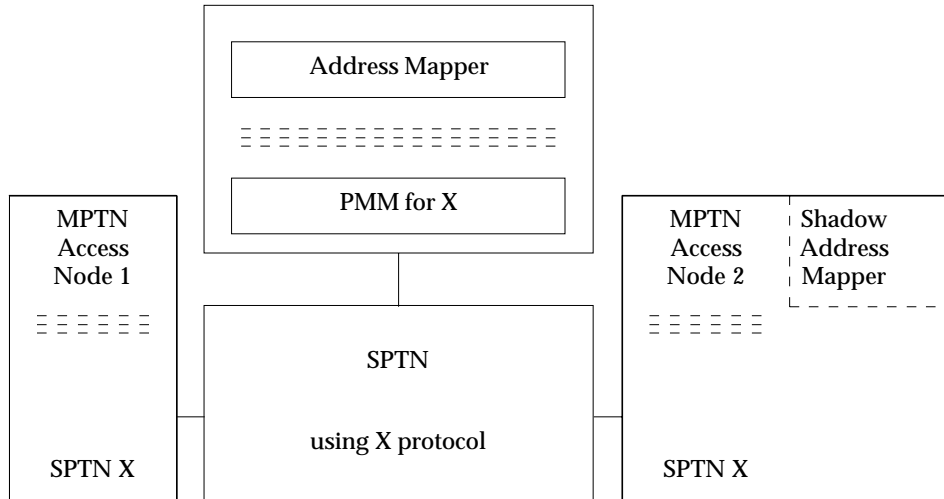 Address Mapper
PMM for X
MPTN
Access
Node 1
SPTN X
SPTN
using X protocol
MPTN
Access
Node 2
Shadow
Address
Mapper
SPTN X